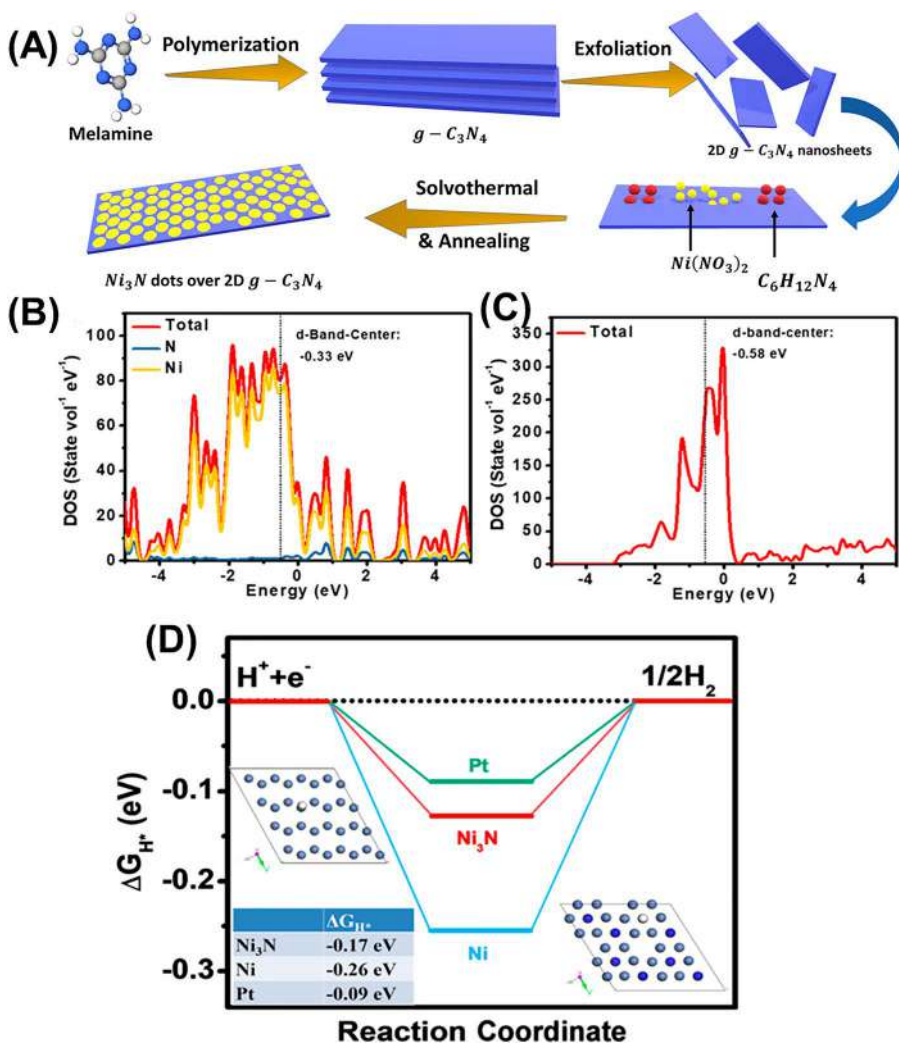 (A)
Melamine
Polymerization
g − C₃N₄
Exfoliation
2D g − C₃N₄ nanosheets
Ni₃N dots over 2D g − C₃N₄
Solvothermal
& Annealing
Ni(NO₃)₂
C₆H₁₂N₄
(B)
DOS (State vol⁻¹ eV⁻¹)
100
80
60
40
20
0
Total
N
Ni
d-Band-Center:
-0.33 eV
-4
-2
0
2
4
Energy (eV)
(C)
DOS (State vol⁻¹ eV⁻¹)
350
300
250
200
150
100
50
0
Total
d-band-center:
-0.58 eV
-4
-2
0
2
4
Energy (eV)
(D)
ΔG_H* (eV)
0.0
-0.1
-0.2
-0.3
H⁺+e⁻
1/2H₂
Pt
Ni₃N
Ni
ΔG_H*
Ni₃N -0.17 eV
Ni -0.26 eV
Pt -0.09 eV
Reaction Coordinate